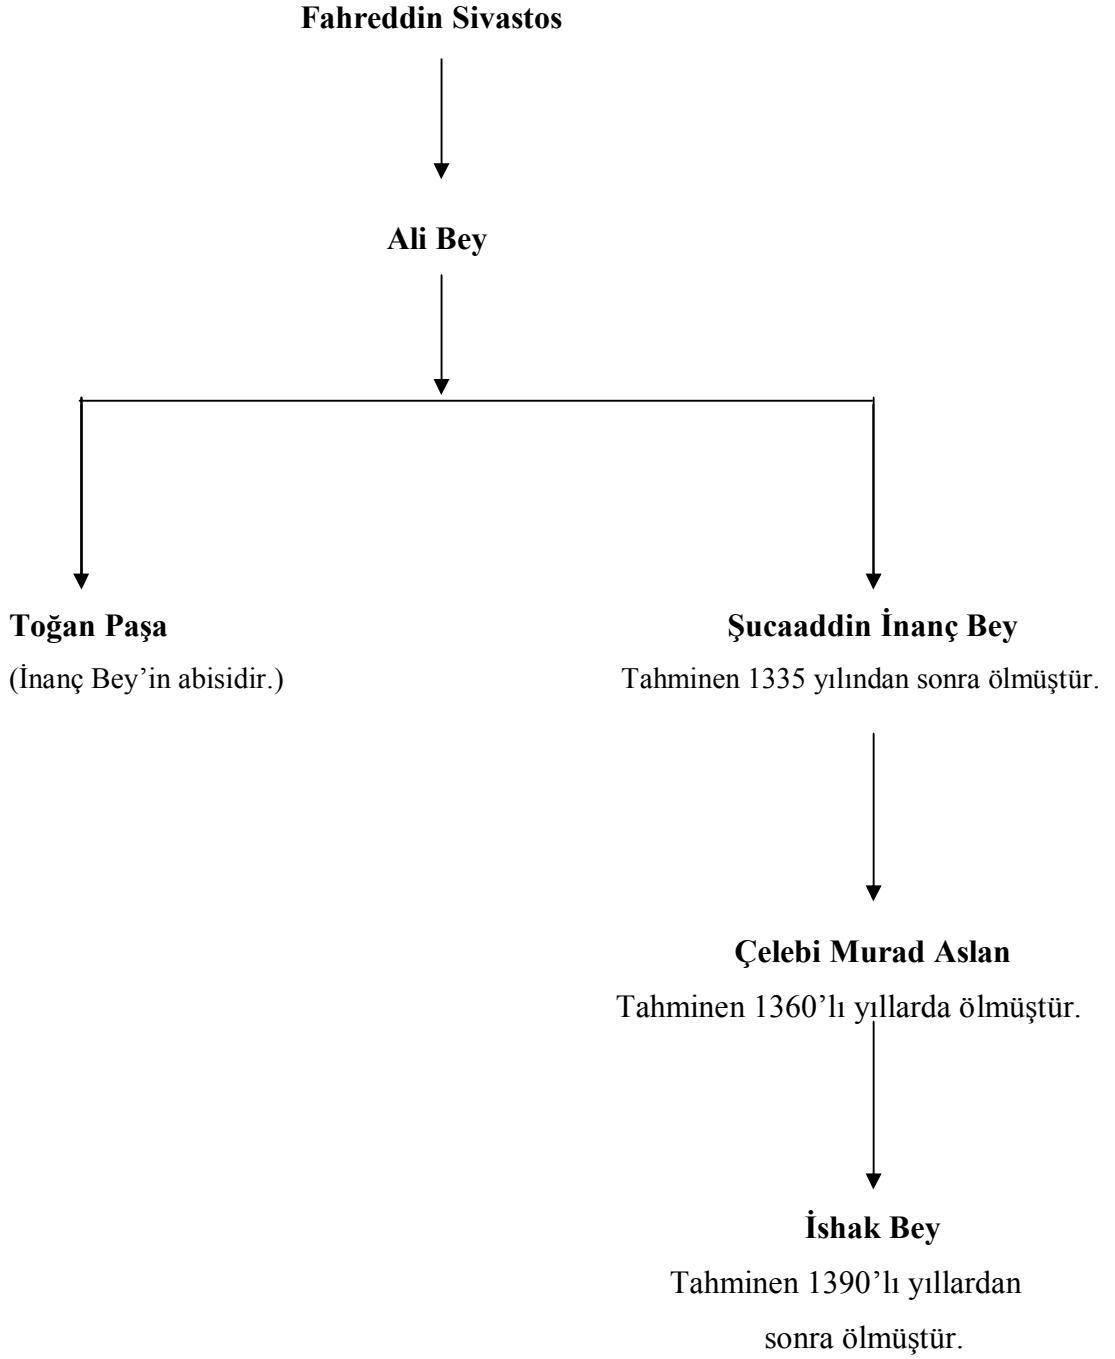 Fahreddin Sivastos
Ali Bey
Toğan Paşa
(İnanç Bey’in abisidir.)
Şucaaddin İnanç Bey
Tahminen 1335 yılından sonra ölmüştür.
Çelebi Murad Aslan
Tahminen 1360’lı yıllarda ölmüştür.
İshak Bey
Tahminen 1390’lı yıllardan
sonra ölmüştür.